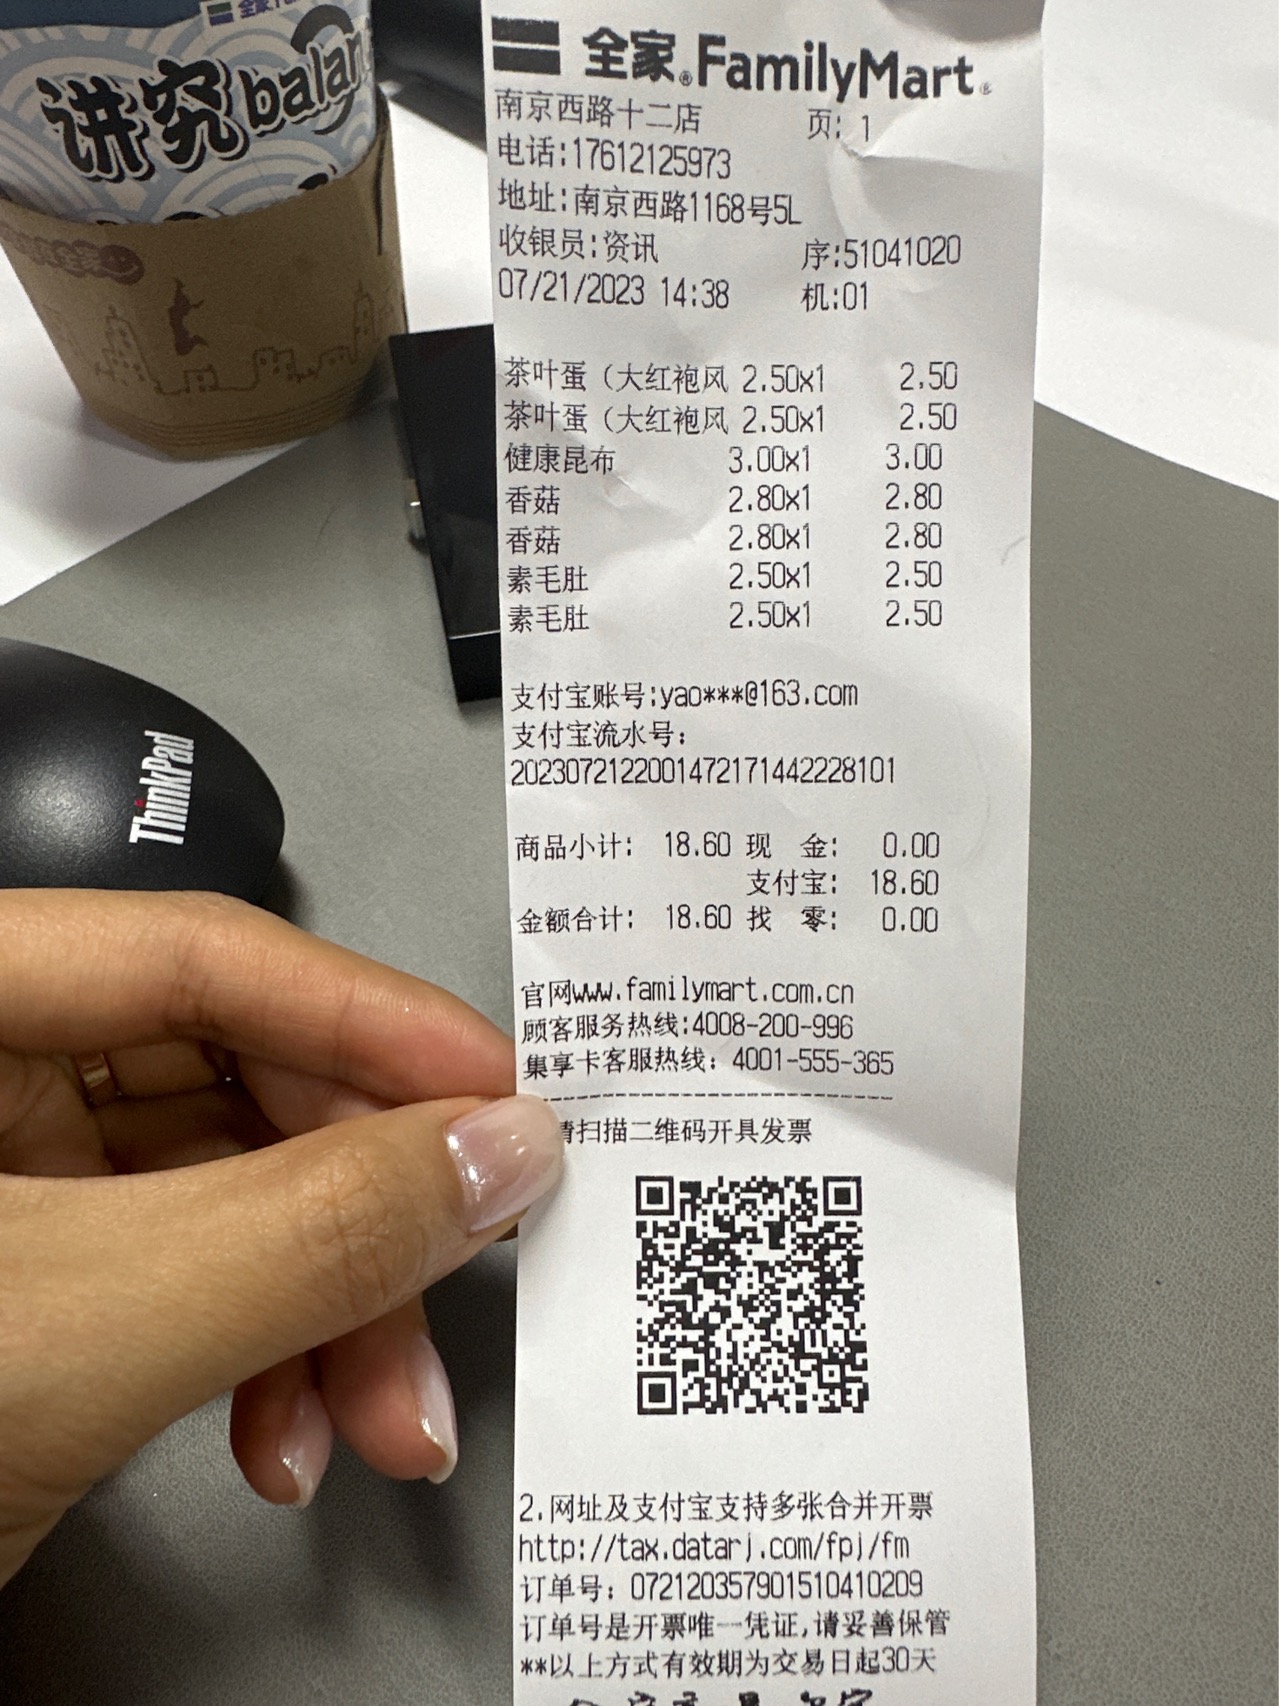 讲究balan
全家FamilyMart
南京西路十二店 页: 1
电话:17612125973
地址:南京西路1168号5L
收银员:资讯 序:51041020
07/21/2023 14:38 机:01
茶叶蛋（大红袍风 2.50x1 2.50
茶叶蛋（大红袍风 2.50x1 2.50
健康昆布 3.00x1 3.00
香菇 2.80x1 2.80
香菇 2.80x1 2.80
素毛肚 2.50x1 2.50
素毛肚 2.50x1 2.50
支付宝账号:yao***@163.com
支付宝流水号:
2023072122001472171442228101
商品小计: 18.60 现 金: 0.00
支付宝: 18.60
金额合计: 18.60 找 零: 0.00
官网www.familymart.com.cn
顾客服务热线:4008-200-996
集享卡客服热线: 4001-555-365
请扫描二维码开具发票
2.网址及支付宝支持多张合并开票
http://tax.datarj.com/fpj/fm
订单号: 072120357901510410209
订单号是开票唯一凭证,请妥善保管
**以上方式有效期为交易日起30天
ThinkPad